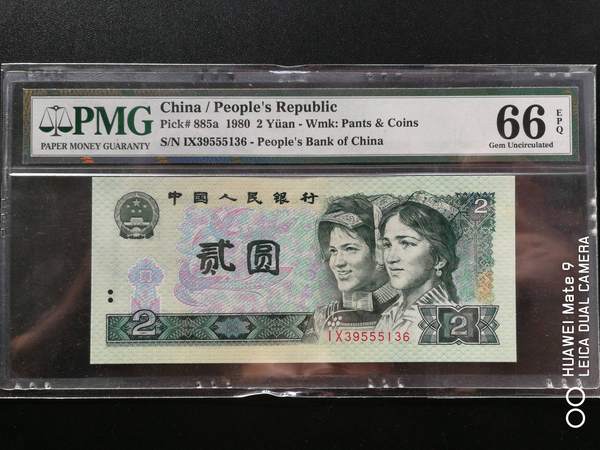 PMG
PAPER MONEY GUARANTY
China / People's Republic
Pick# 885a 1980 2 Yüan - Wmk: Pants & Coins
S/N IX39555136 - People's Bank of China
66 EPQ
Gem Uncirculated
中国人民银行
贰圆
2
2
2
IX39555136
HUAWEI Mate 9
LEICA DUAL CAMERA